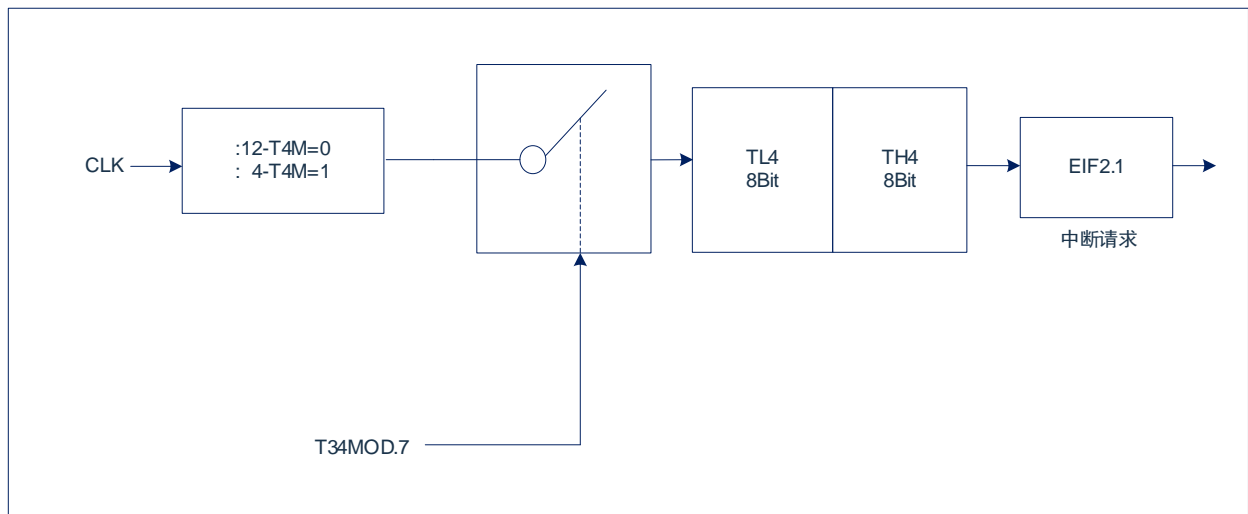 CLK
:12-T4M=0
: 4-T4M=1
TL4
8Bit
TH4
8Bit
EIF2.1
中断请求
T34MOD.7